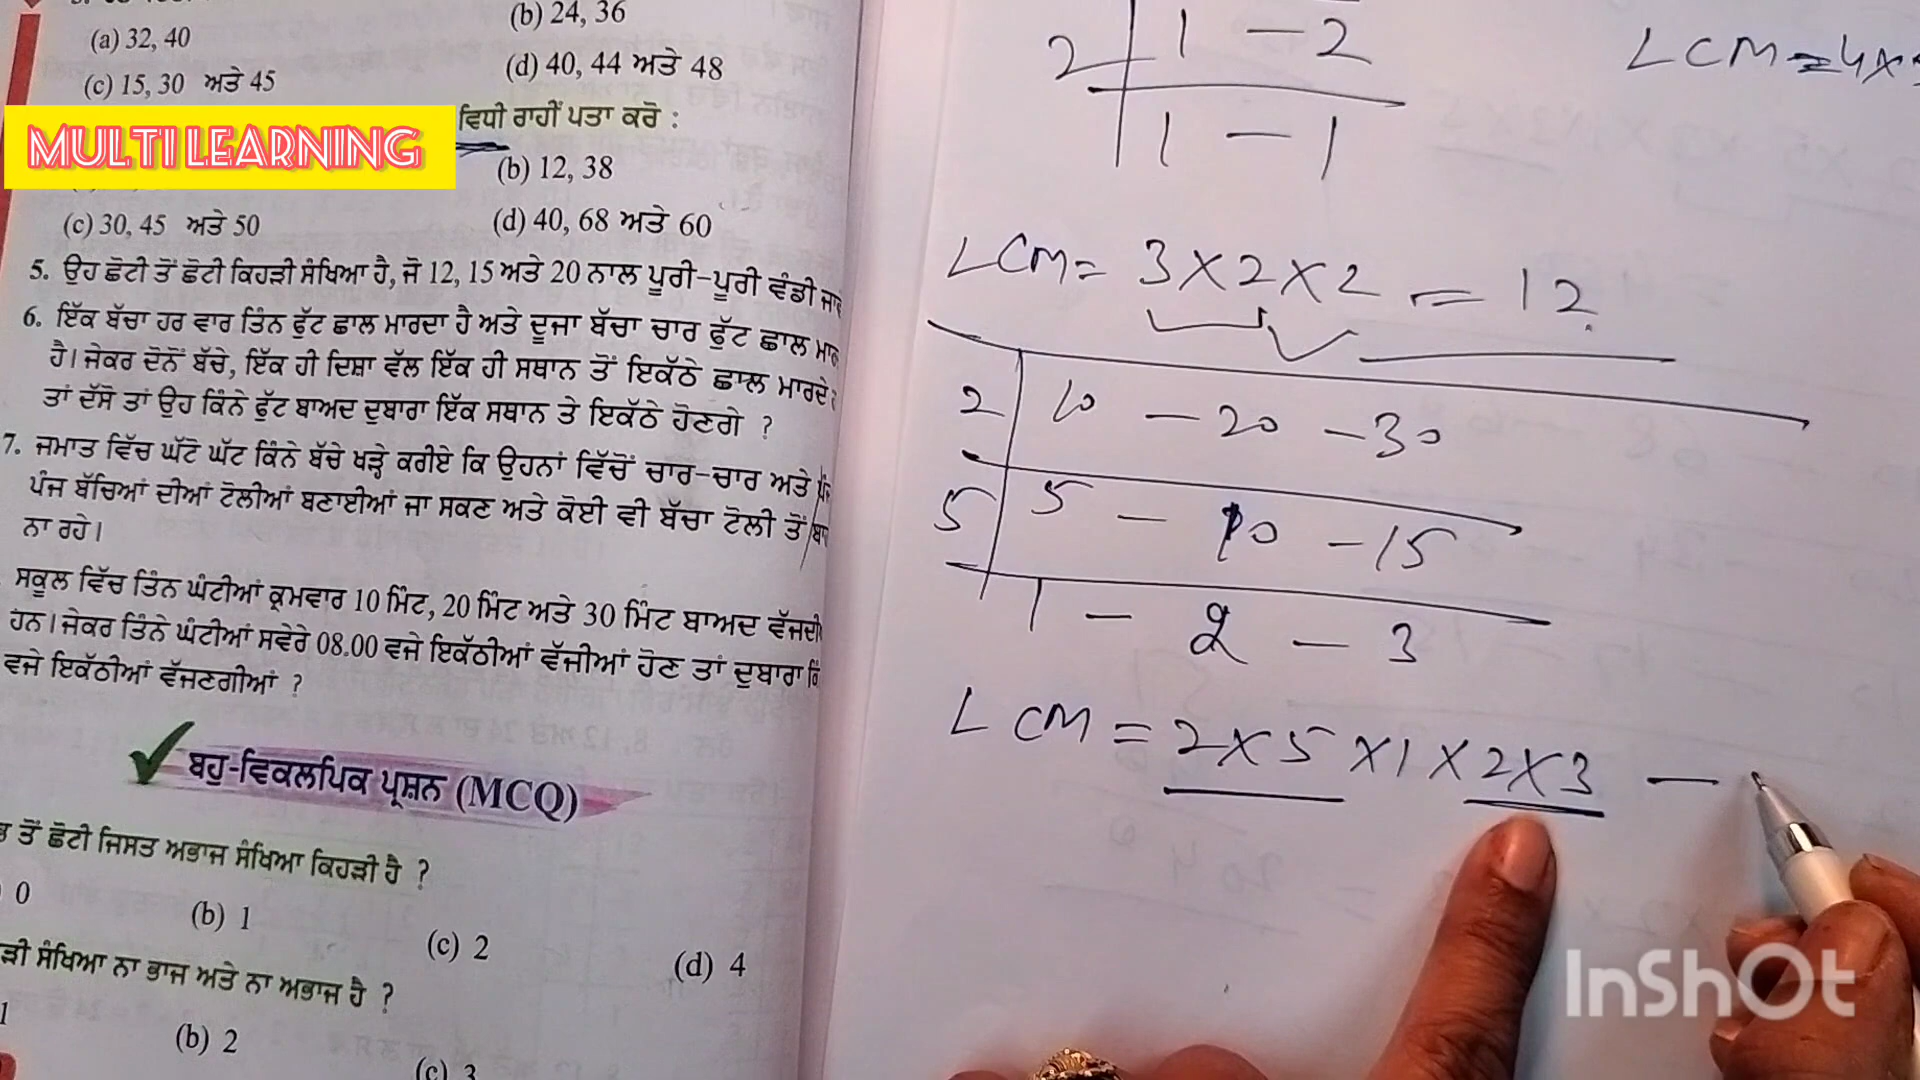 (b) 24, 36
(a) 32, 40
(c) 15, 30 ਅਤੇ 45
(d) 40, 44 ਅਤੇ 48
MULTI LEARNING
ਵਿਧੀ ਰਾਹੀਂ ਪਤਾ ਕਰੋ :
(b) 12, 38
(c) 30, 45 ਅਤੇ 50
(d) 40, 68 ਅਤੇ 60
5. ਉਹ ਛੋਟੀ ਤੋਂ ਛੋਟੀ ਕਿਹੜੀ ਸੰਖਿਆ ਹੈ, ਜੋ 12, 15 ਅਤੇ 20 ਨਾਲ ਪੂਰੀ-ਪੂਰੀ ਵੰਡੀ
6. ਇੱਕ ਬੱਚਾ ਹਰ ਵਾਰ ਤਿੰਨ ਫੁੱਟ ਛਾਲ ਮਾਰਦਾ ਹੈ ਅਤੇ ਦੂਜਾ ਬੱਚਾ ਚਾਰ ਫੁੱਟ ਛਾਲ
ਹੈ। ਜੇਕਰ ਦੋਨੋਂ ਬੱਚੇ, ਇੱਕ ਹੀ ਦਿਸ਼ਾ ਵੱਲ ਇੱਕ ਹੀ ਸਥਾਨ ਤੋਂ ਇਕੱਠੇ ਛਾਲ ਮਾਰਦੇ
ਤਾਂ ਦੱਸੋ ਤਾਂ ਉਹ ਕਿੰਨੇ ਫੁੱਟ ਬਾਅਦ ਦੁਬਾਰਾ ਇੱਕ ਸਥਾਨ ਤੇ ਇਕੱਠੇ ਹੋਣਗੇ ?
7. ਜਮਾਤ ਵਿੱਚ ਘੱਟੋ ਘੱਟ ਕਿੰਨੇ ਬੱਚੇ ਖੜ੍ਹੇ ਕਰੀਏ ਕਿ ਉਹਨਾਂ ਵਿੱਚੋਂ ਚਾਰ-ਚਾਰ ਅਤੇ
ਪੰਜ ਬੱਚਿਆਂ ਦੀਆਂ ਟੋਲੀਆਂ ਬਣਾਈਆਂ ਜਾ ਸਕਣ ਅਤੇ ਕੋਈ ਵੀ ਬੱਚਾ ਟੋਲੀ ਤੋਂ
ਨਾ ਰਹੇ।
ਸਕੂਲ ਵਿੱਚ ਤਿੰਨ ਘੰਟੀਆਂ ਕ੍ਰਮਵਾਰ 10 ਮਿੰਟ, 20 ਮਿੰਟ ਅਤੇ 30 ਮਿੰਟ ਬਾਅਦ ਵੱਜਦੀ
ਹਨ। ਜੇਕਰ ਤਿੰਨੇ ਘੰਟੀਆਂ ਸਵੇਰੇ 08.00 ਵਜੇ ਇਕੱਠੀਆਂ ਵੱਜੀਆਂ ਹੋਣ ਤਾਂ ਦੁਬਾਰਾ
ਵਜੇ ਇਕੱਠੀਆਂ ਵੱਜਣਗੀਆਂ ?
ਬਹੁ-ਵਿਕਲਪਿਕ ਪ੍ਰਸ਼ਨ (MCQ)
ਤੋਂ ਛੋਟੀ ਜਿਸਤ ਅਭਾਜ ਸੰਖਿਆ ਕਿਹੜੀ ਹੈ ?
0
(b) 1
(c) 2
(d) 4
ੜੀ ਸੰਖਿਆ ਨਾ ਭਾਜ ਅਤੇ ਨਾ ਅਭਾਜ ਹੈ ?
1
(b) 2
(c) 3
2 1 – 2
1 – 1
LCM = 4×
LCM = 3×2×2 = 12
2 10 – 20 – 30
5 5 – 10 – 15
1 – 2 – 3
LCM = 2×5×1×2×3 –
InShOt